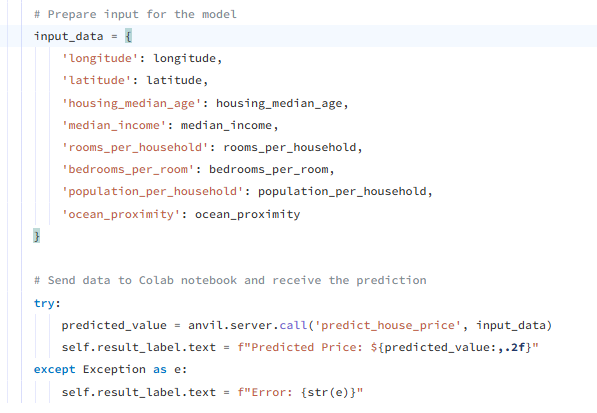 # Prepare input for the model
input_data = {
'longitude': longitude,
'latitude': latitude,
'housing_median_age': housing_median_age,
'median_income': median_income,
'rooms_per_household': rooms_per_household,
'bedrooms_per_room': bedrooms_per_room,
'population_per_household': population_per_household,
'ocean_proximity': ocean_proximity
}
# Send data to Colab notebook and receive the prediction
try:
predicted_value = anvil.server.call('predict_house_price', input_data)
self.result_label.text = f"Predicted Price: ${predicted_value:,.2f}"
except Exception as e:
self.result_label.text = f"Error: {str(e)}"